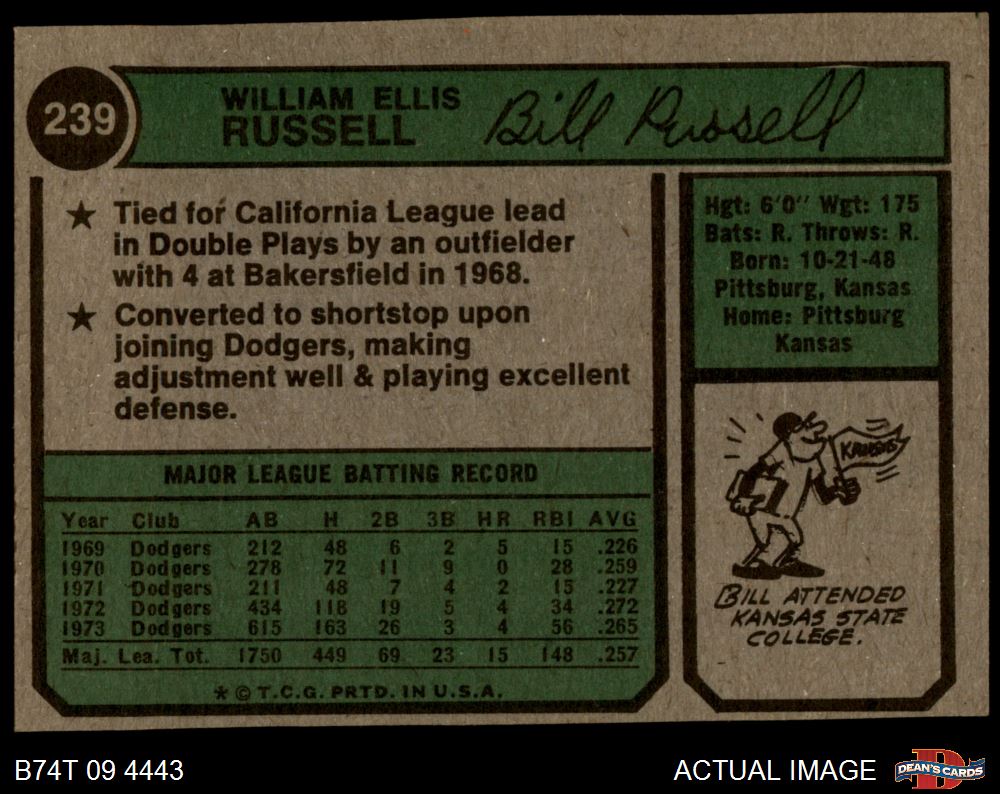 239
WILLIAM ELLIS
RUSSELL
Bill Russell
★ Tied for California League lead
in Double Plays by an outfielder
with 4 at Bakersfield in 1968.
★ Converted to shortstop upon
joining Dodgers, making
adjustment well & playing excellent
defense.
Hgt: 6'0" Wgt: 175
Bats: R. Throws: R.
Born: 10-21-48
Pittsburg, Kansas
Home: Pittsburg
Kansas
MAJOR LEAGUE BATTING RECORD
Year Club AB H 2B 3B HR RBI AVG
1969 Dodgers 212 48 6 2 5 15 .226
1970 Dodgers 278 72 11 9 0 28 .259
1971 Dodgers 211 48 7 4 2 15 .227
1972 Dodgers 434 118 19 5 4 34 .272
1973 Dodgers 615 163 26 3 4 56 .265
Maj. Lea. Tot. 1750 449 69 23 15 148 .257
* © T.C.G. PRTD. IN U.S.A.
KANSAS
BILL ATTENDED
KANSAS STATE
COLLEGE.
B74T 09 4443
ACTUAL IMAGE
DEAN'S CARDS